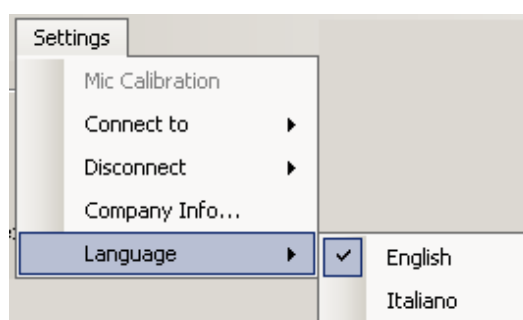 Settings
Mic Calibration
Connect to
Disconnect
Company Info...
Language
English
Italiano